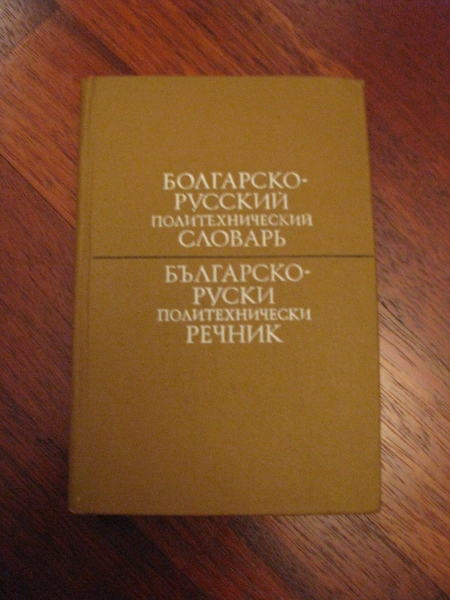 БОЛГАРСКО-
РУССКИЙ
ПОЛИТЕХНИЧЕСКИЙ
СЛОВАРЬ
БЪЛГАРСКО-
РУСКИ
ПОЛИТЕХНИЧЕСКИ
РЕЧНИК